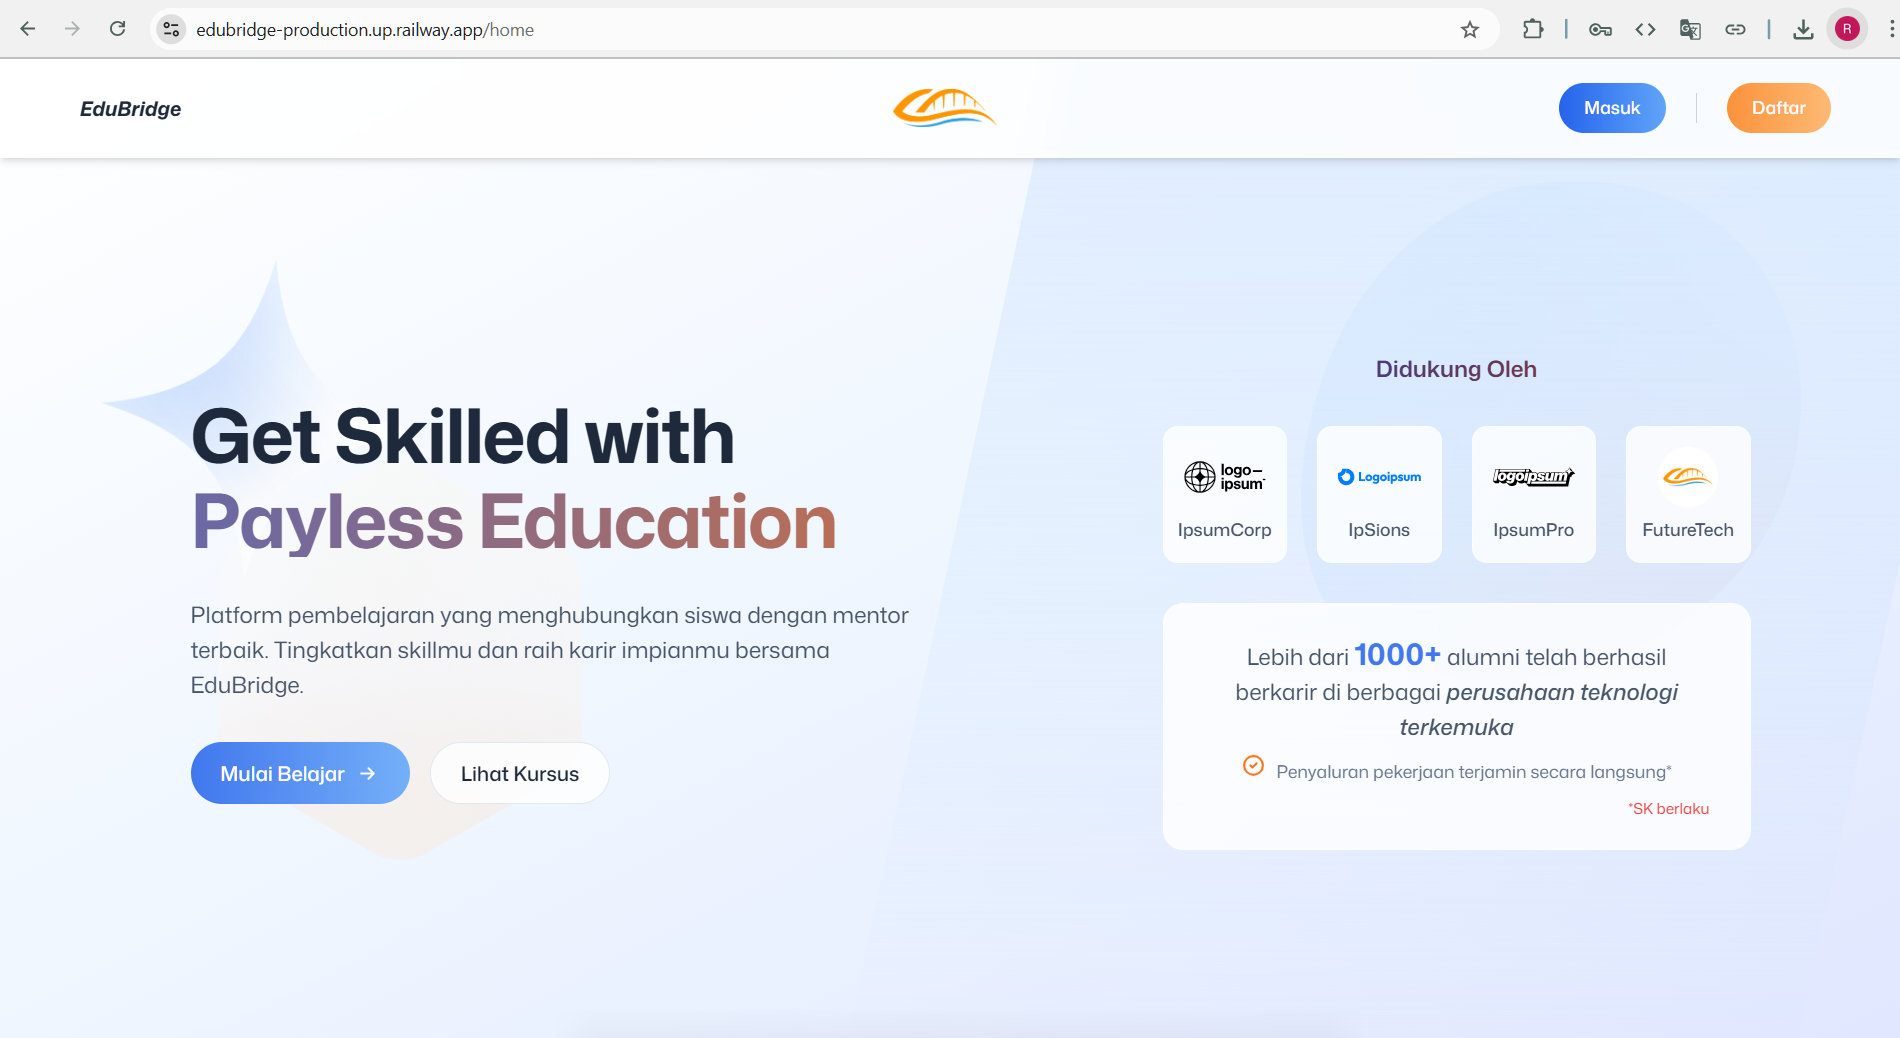 edubridge-production.up.railway.app/home
R
EduBridge
Masuk
Daftar
Get Skilled with
Payless Education
Platform pembelajaran yang menghubungkan siswa dengan mentor
terbaik. Tingkatkan skillmu dan raih karir impianmu bersama
EduBridge.
Mulai Belajar
Lihat Kursus
Didukung Oleh
logo—
ipsum
IpsumCorp
Logoipsum
IpSions
logoipsum
IpsumPro
FutureTech
Lebih dari 1000+ alumni telah berhasil
berkarir di berbagai perusahaan teknologi
terkemuka
Penyaluran pekerjaan terjamin secara langsung*
*SK berlaku